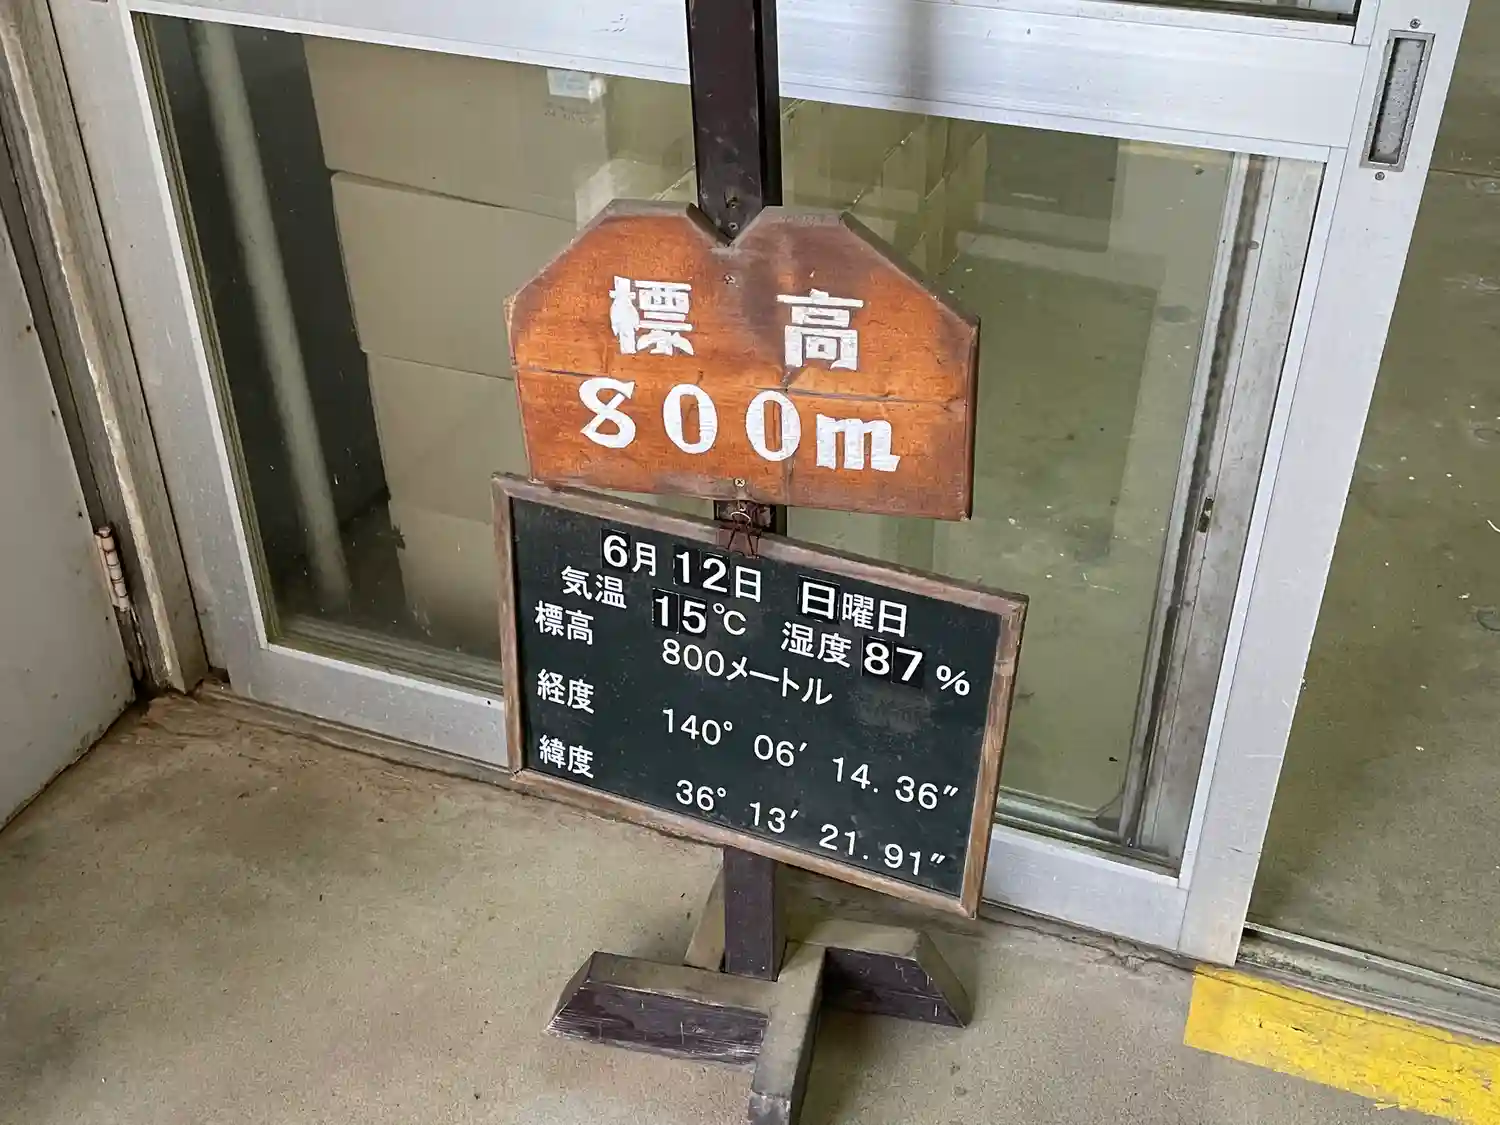 標高
800m
6月 12日 日曜日
気温 15℃ 湿度 87%
標高 800メートル
経度 140° 06′ 14.36″
緯度 36° 13′ 21.91″